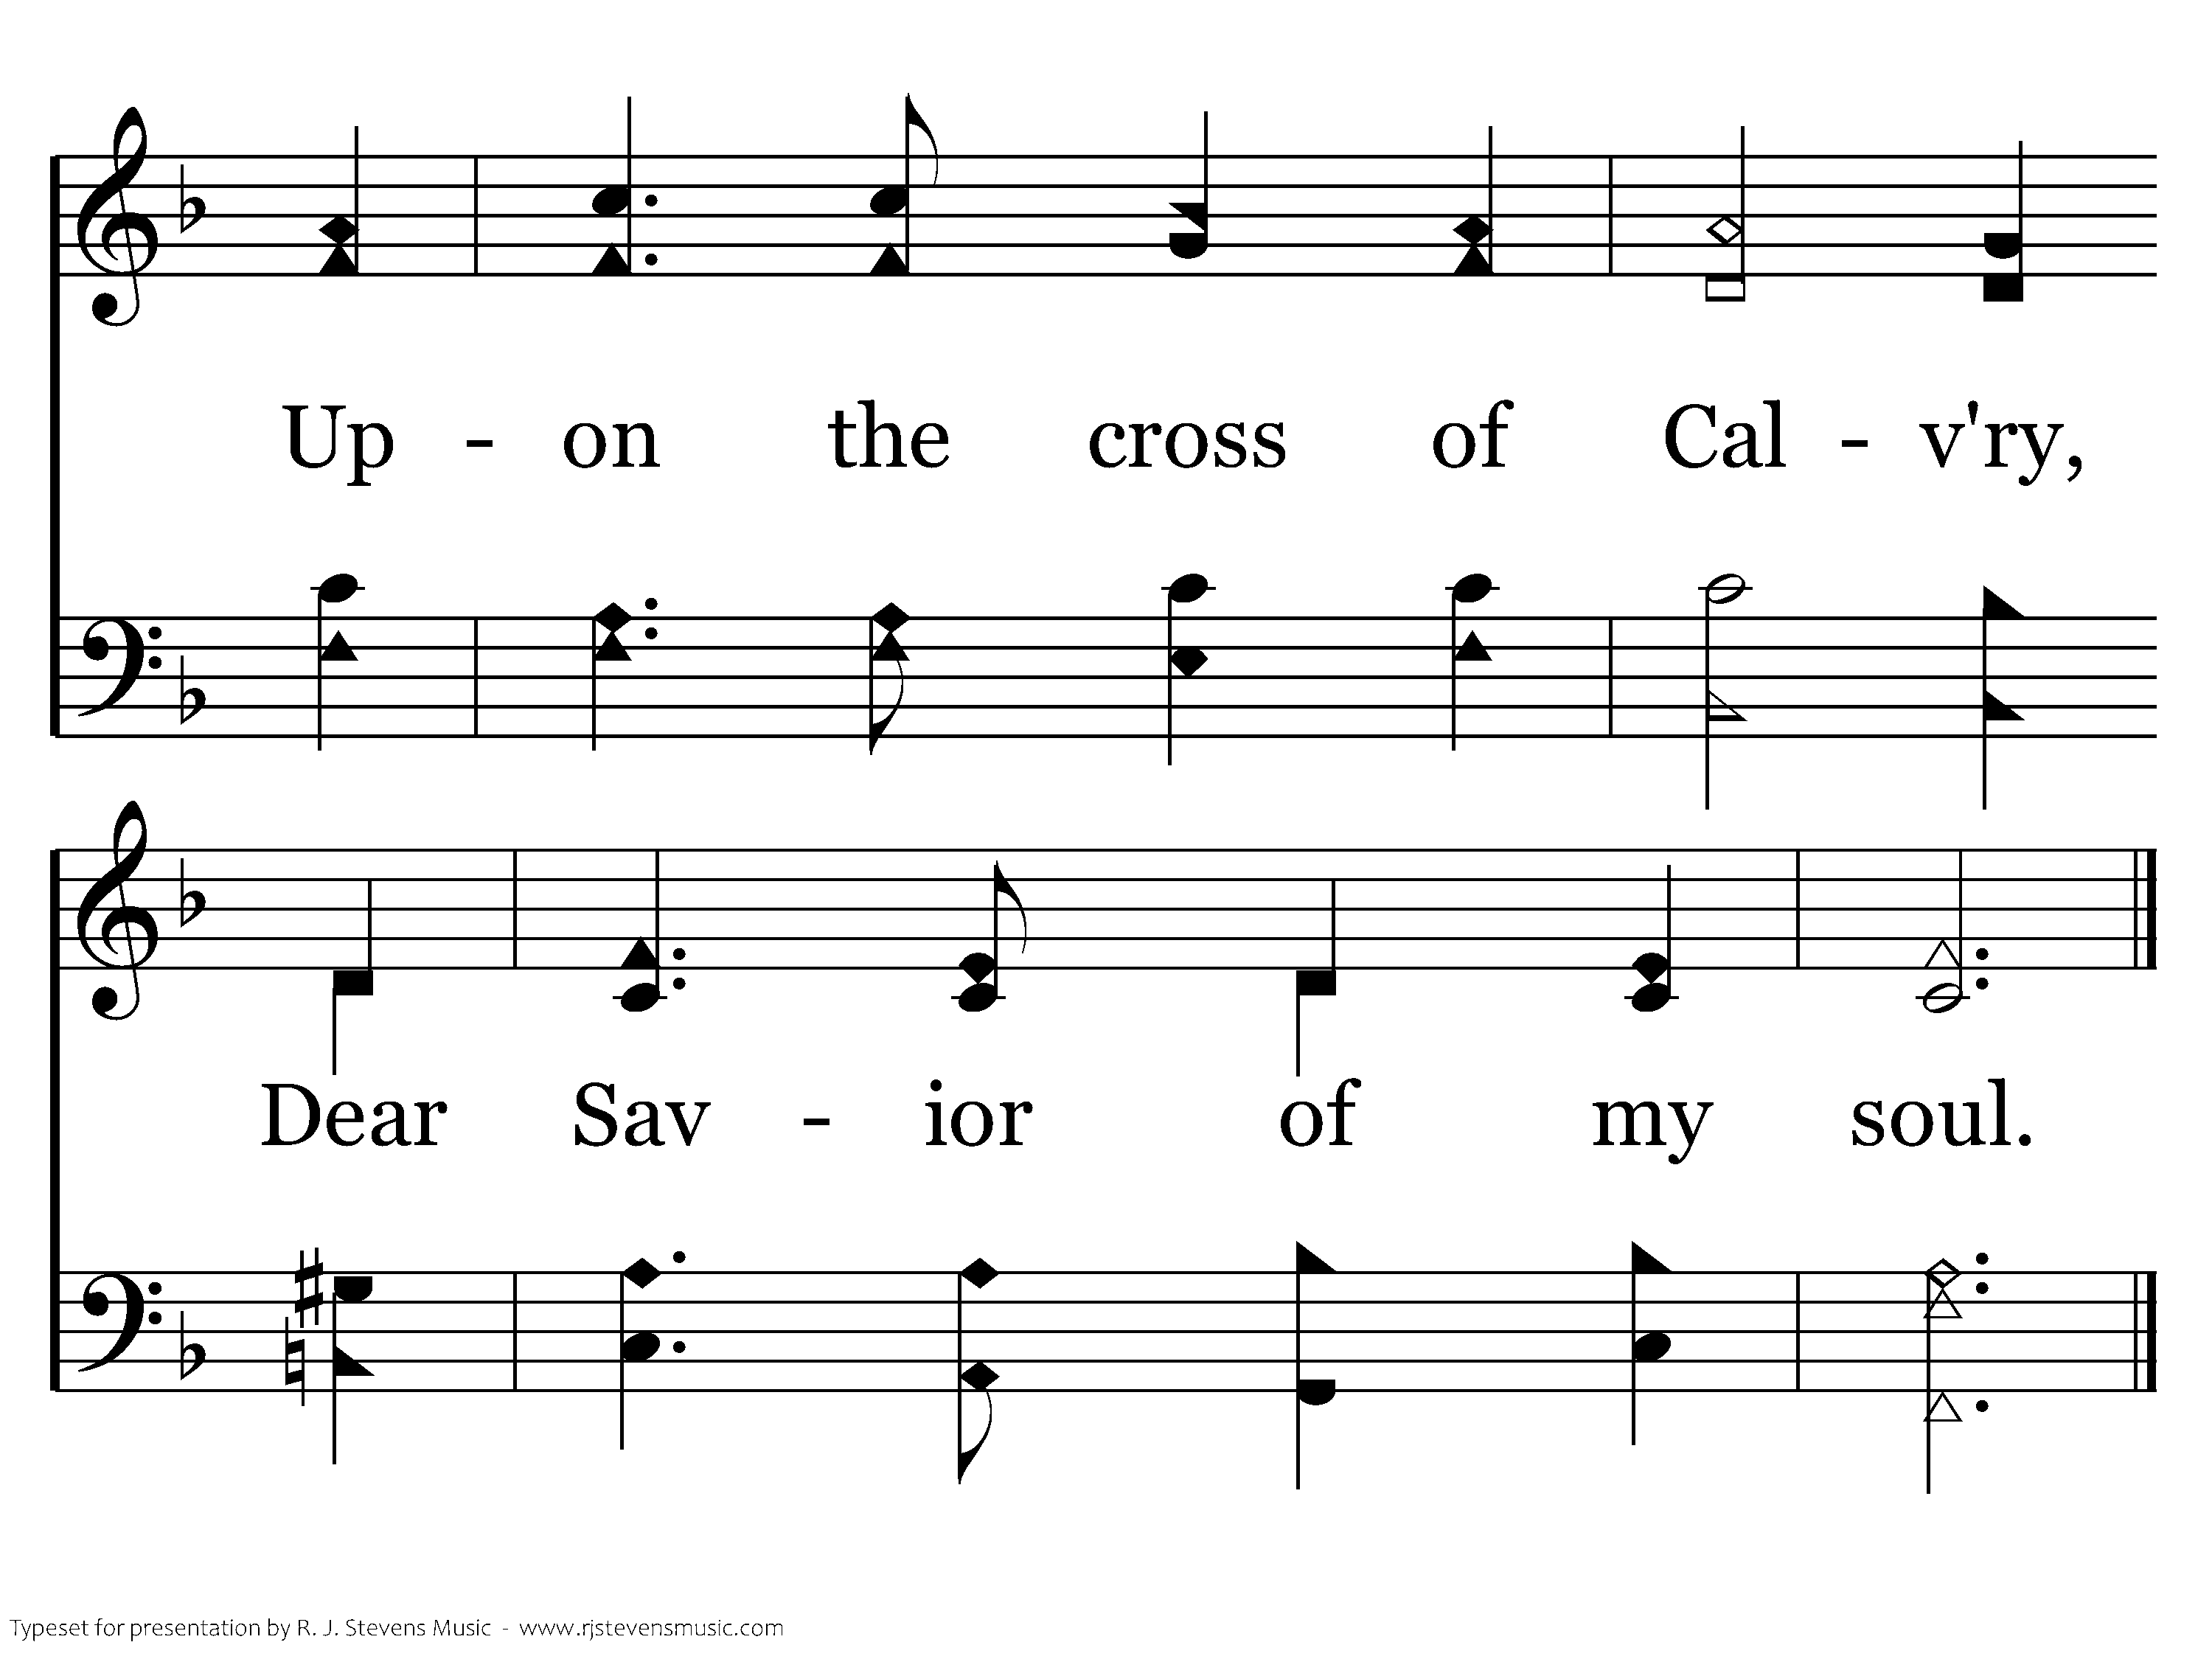 Up - on the cross of Cal - v'ry,
Dear Sav - ior of my soul.
Typeset for presentation by R. J. Stevens Music - www.rjstevensmusic.com